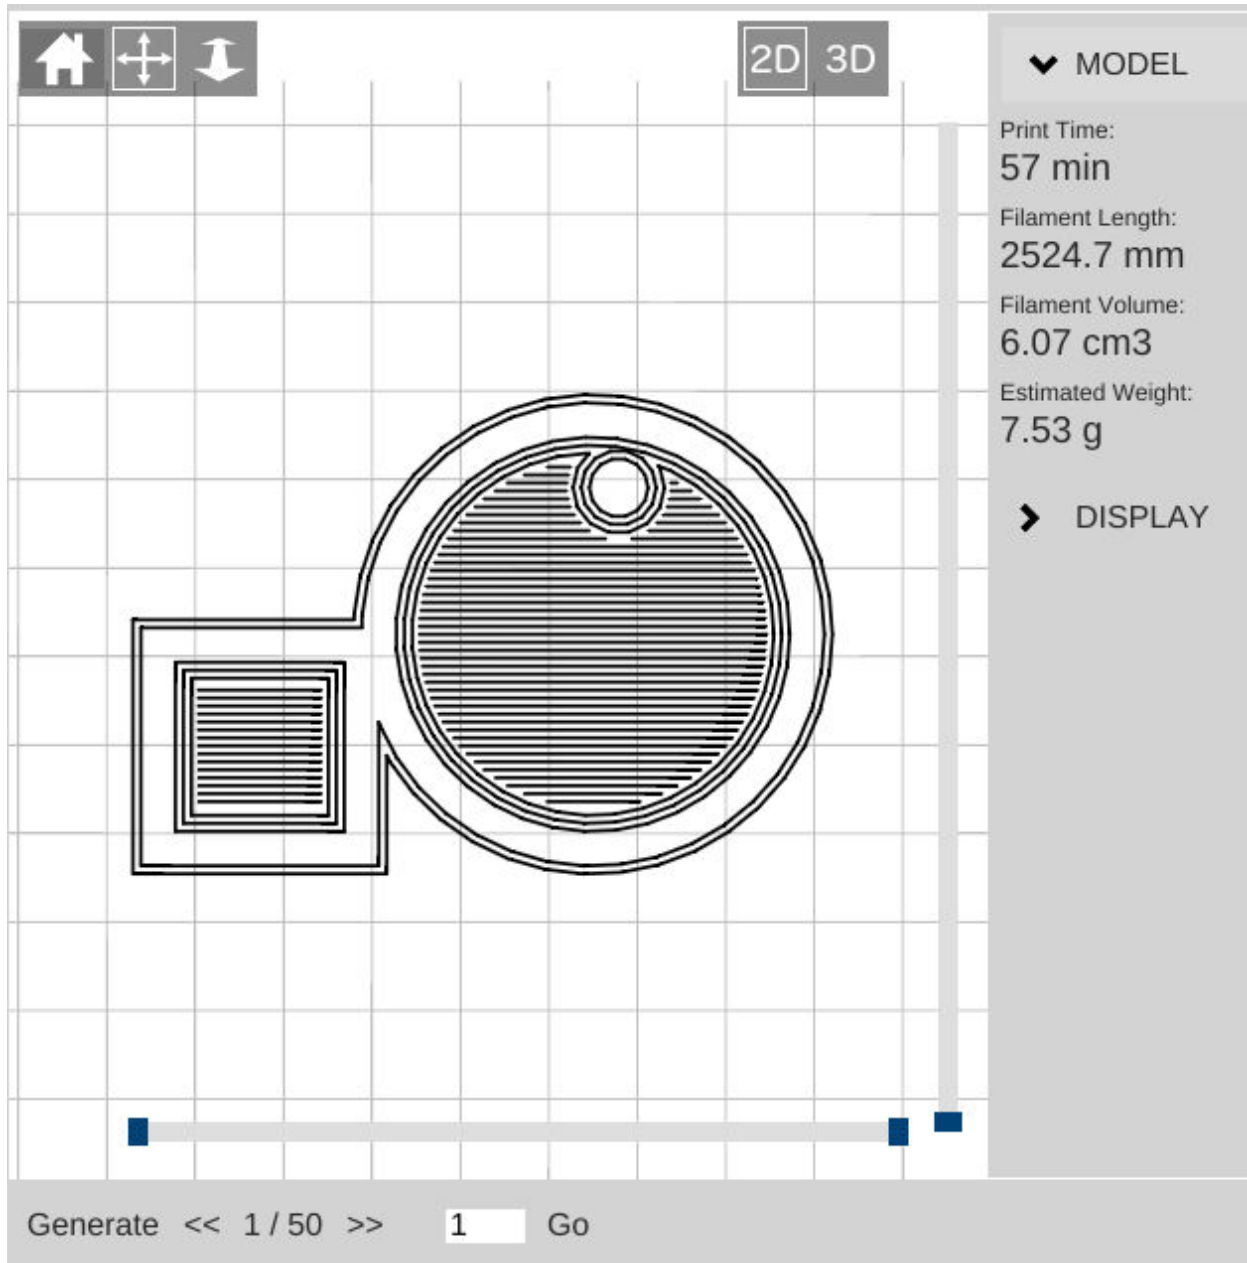 2D 3D
MODEL
Print Time:
57 min
Filament Length:
2524.7 mm
Filament Volume:
6.07 cm3
Estimated Weight:
7.53 g
DISPLAY
Generate << 1 / 50 >> 1 Go